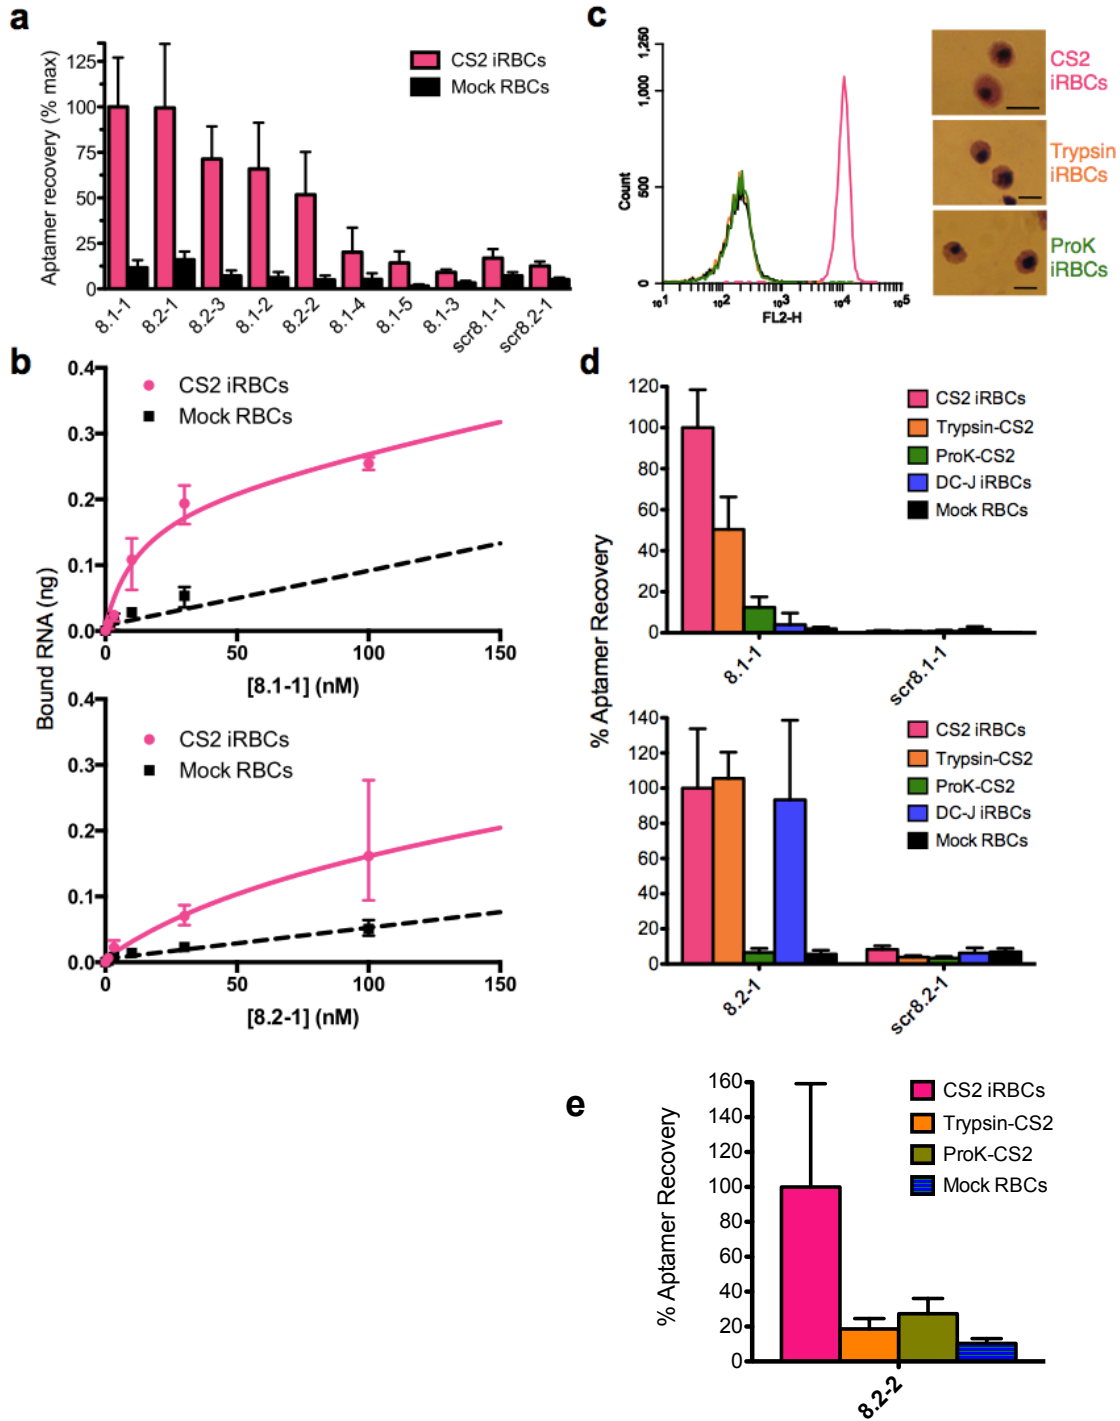 a
Aptamer recovery (% max)
125
100
75
50
25
0
CS2 iRBCs
Mock RBCs
8.1-1
8.2-1
8.2-3
8.1-2
8.2-2
8.1-4
8.1-5
8.1-3
scr8.1-1
scr8.2-1
b
Bound RNA (ng)
0.4
0.3
0.2
0.1
0.0
CS2 iRBCs
Mock RBCs
0
50
100
150
[8.1-1] (nM)
0.4
0.3
0.2
0.1
0.0
CS2 iRBCs
Mock RBCs
0
50
100
150
[8.2-1] (nM)
c
Count
1,250
1,000
500
0
10¹
10²
10³
10⁴
10⁵
FL2-H
CS2
iRBCs
Trypsin
iRBCs
ProK
iRBCs
d
% Aptamer Recovery
120
100
80
60
40
20
0
CS2 iRBCs
Trypsin-CS2
ProK-CS2
DC-J iRBCs
Mock RBCs
8.1-1
scr8.1-1
140
120
100
80
60
40
20
0
CS2 iRBCs
Trypsin-CS2
ProK-CS2
DC-J iRBCs
Mock RBCs
8.2-1
scr8.2-1
e
% Aptamer Recovery
160
140
120
100
80
60
40
20
0
CS2 iRBCs
Trypsin-CS2
ProK-CS2
Mock RBCs
8.2-2